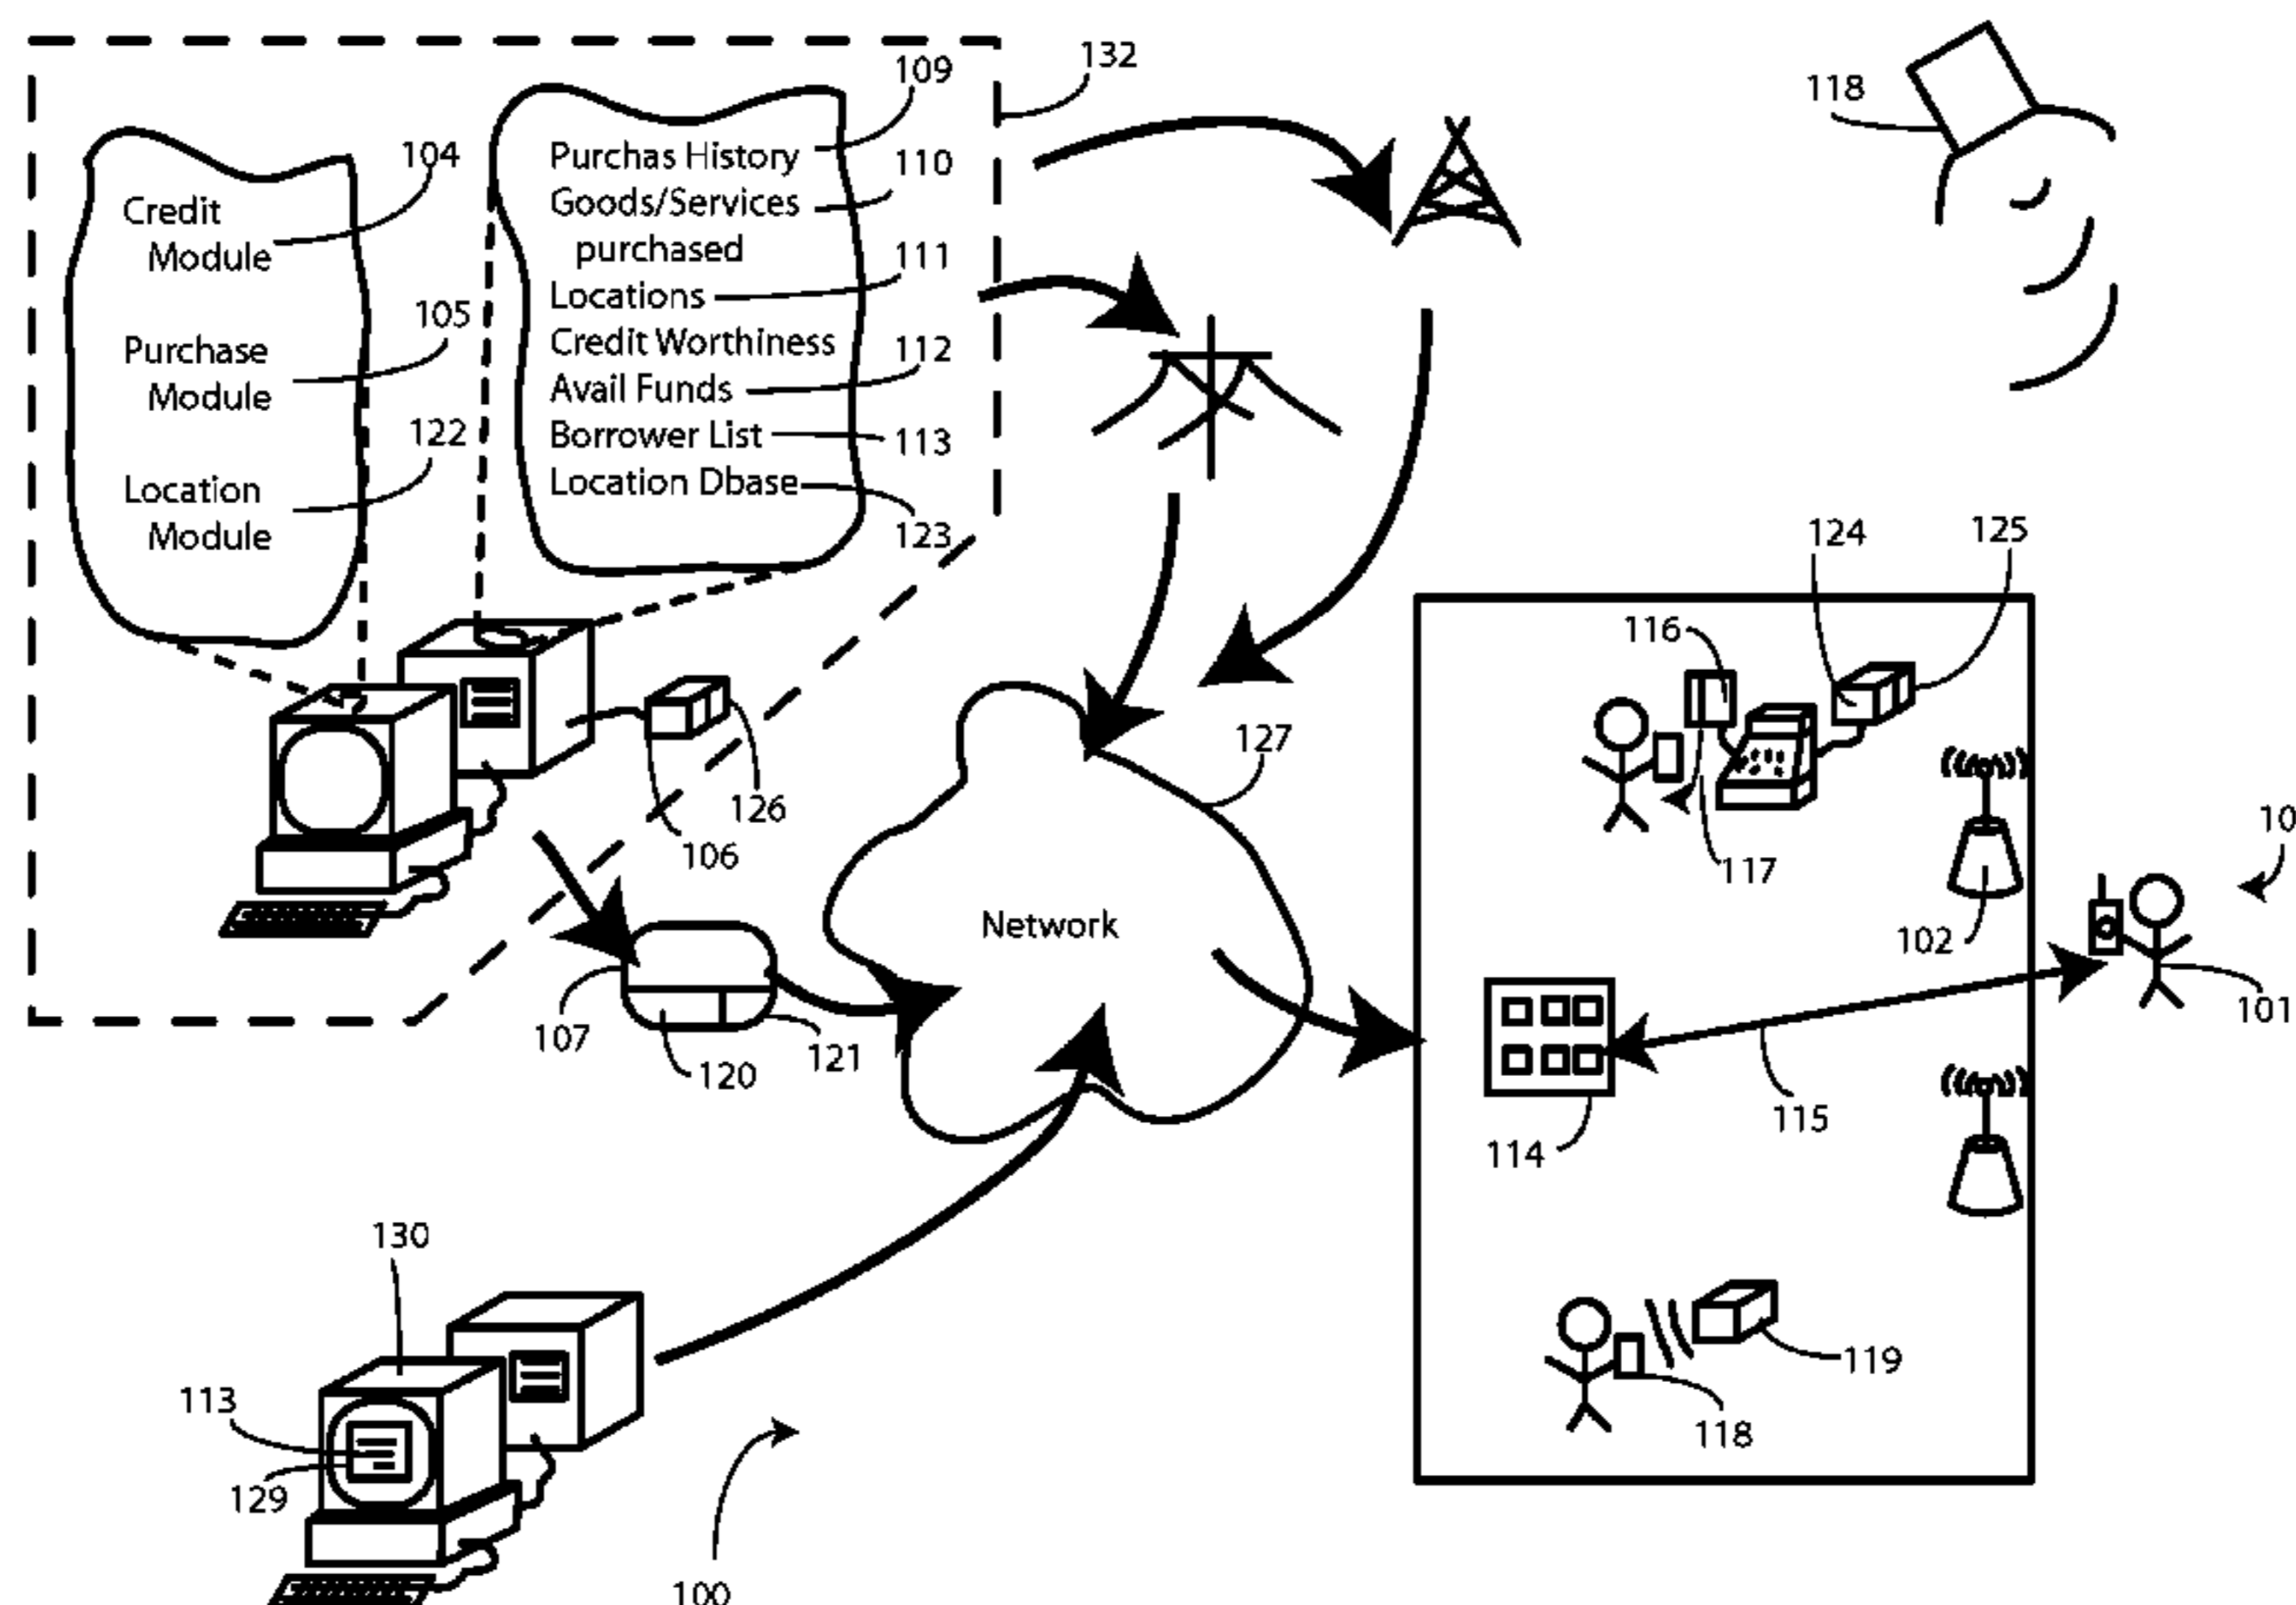 132
109
118
Purchas History
104
110
Goods/Services
Credit
Module
purchased
111
Locations
105
Credit Worthiness
112
Purchase
Module
Avail Funds
122
Borrower List
113
Location
Module
Location Dbase
123
124
125
116
127
126
106
117
10
Network
102
101
107
120
121
115
114
130
119
113
118
129
100